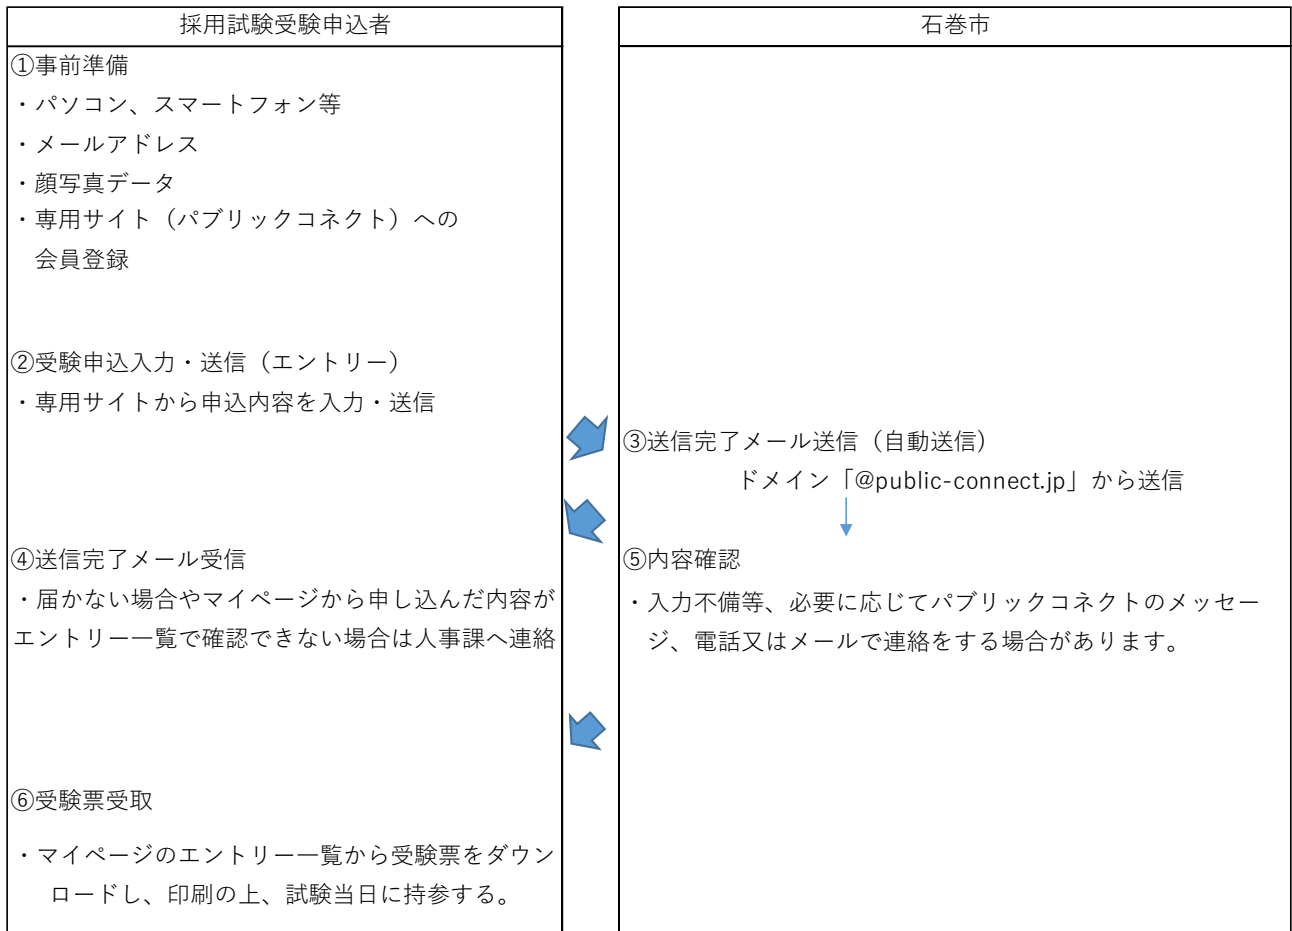 採用試験受験申込者
石巻市
①事前準備
・パソコン、スマートフォン等
・メールアドレス
・顔写真データ
・専用サイト（パブリックコネクト）への
会員登録
②受験申込入力・送信（エントリー）
・専用サイトから申込内容を入力・送信
③送信完了メール送信（自動送信）
ドメイン「@public-connect.jp」から送信
④送信完了メール受信
・届かない場合やマイページから申し込んだ内容が
エントリー一覧で確認できない場合は人事課へ連絡
⑤内容確認
・入力不備等、必要に応じてパブリックコネクトのメッセー
ジ、電話又はメールで連絡をする場合があります。
⑥受験票受取
・マイページのエントリー一覧から受験票をダウン
ロードし、印刷の上、試験当日に持参する。